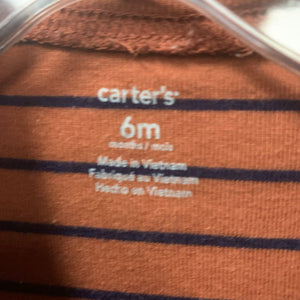 carter's
6m
months / mois
Made in Vietnam
Fabriqué au Vietnam
Hecho en Vietnam